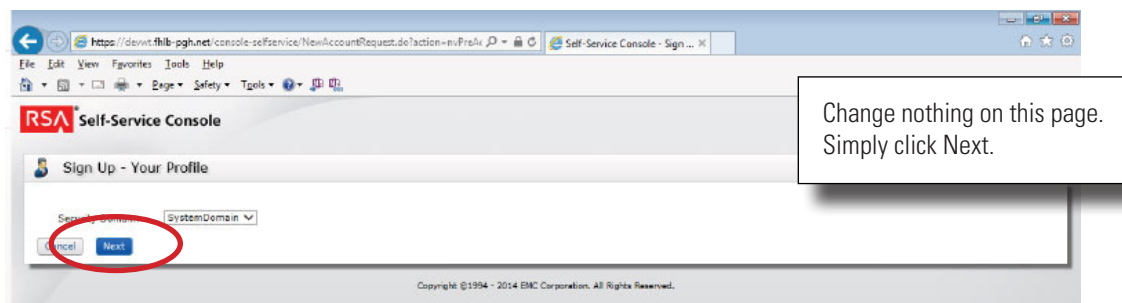 https://devwt.fhlb-pgh.net/console-selfservice/NewAccountRequest.do?action=nvPreAc
Self-Service Console - Sign ...
File Edit View Favorites Tools Help
Page Safety Tools
RSA Self-Service Console
Change nothing on this page.
Simply click Next.
Sign Up - Your Profile
Security SystemDomain
Cancel Next
Copyright ©1994 - 2014 EMC Corporation. All Rights Reserved.